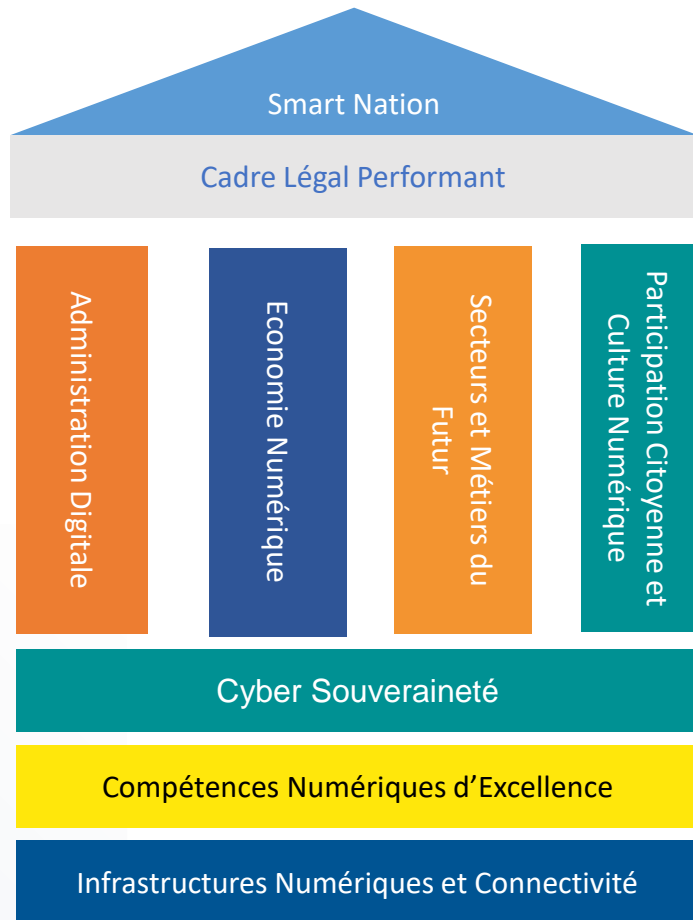 Smart Nation
Cadre Légal Performant
Administration Digitale
Economie Numérique
Secteurs et Métiers du
Futur
Participation Citoyenne et
Culture Numérique
Cyber Souveraineté
Compétences Numériques d’Excellence
Infrastructures Numériques et Connectivité